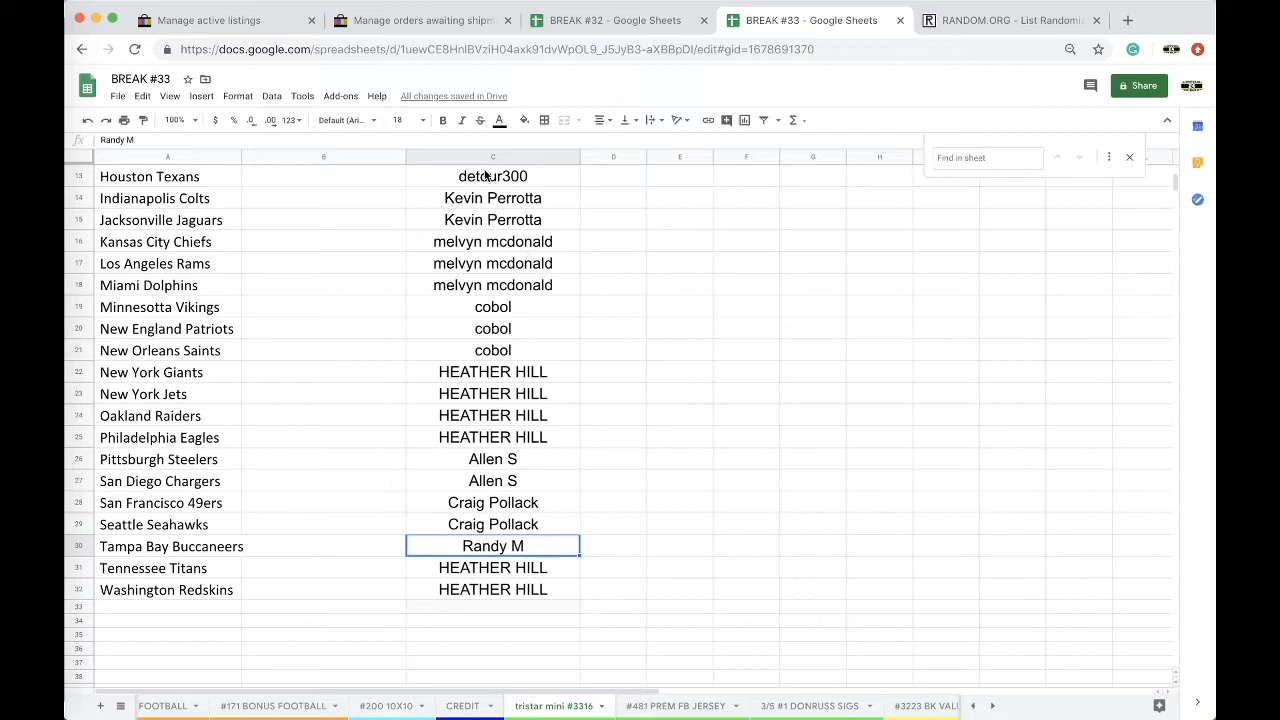 Manage active listings
Manage orders awaiting shipm
BREAK #32 - Google Sheets
BREAK #33 - Google Sheets
RANDOM.ORG - List Randomiz
https://docs.google.com/spreadsheets/d/1uewCE8HnlBVziH04axk91dvWpOL9_J5JyB3-aXBBpDI/edit#gid=1678691370
BREAK #33
File Edit View Insert Format Data Tools Add-ons Help All changes saved in Drive
Share
100% $ % .0 .00 123 Default (Ari... 18 B I S A
fx Randy M
Find in sheet
A B C D E F G H
13 Houston Texans detour300
14 Indianapolis Colts Kevin Perrotta
15 Jacksonville Jaguars Kevin Perrotta
16 Kansas City Chiefs melvyn mcdonald
17 Los Angeles Rams melvyn mcdonald
18 Miami Dolphins melvyn mcdonald
19 Minnesotta Vikings cobol
20 New England Patriots cobol
21 New Orleans Saints cobol
22 New York Giants HEATHER HILL
23 New York Jets HEATHER HILL
24 Oakland Raiders HEATHER HILL
25 Philadelphia Eagles HEATHER HILL
26 Pittsburgh Steelers Allen S
27 San Diego Chargers Allen S
28 San Francisco 49ers Craig Pollack
29 Seattle Seahawks Craig Pollack
30 Tampa Bay Buccaneers Randy M
31 Tennessee Titans HEATHER HILL
32 Washington Redskins HEATHER HILL
33
34
35
36
37
38
FOOTBALL #171 BONUS FOOTBALL #200 10X10 CREDIT tristar mini #3316 #481 PREM FB JERSEY 3/5 #1 DONRUSS SIGS #3223 BK VALU